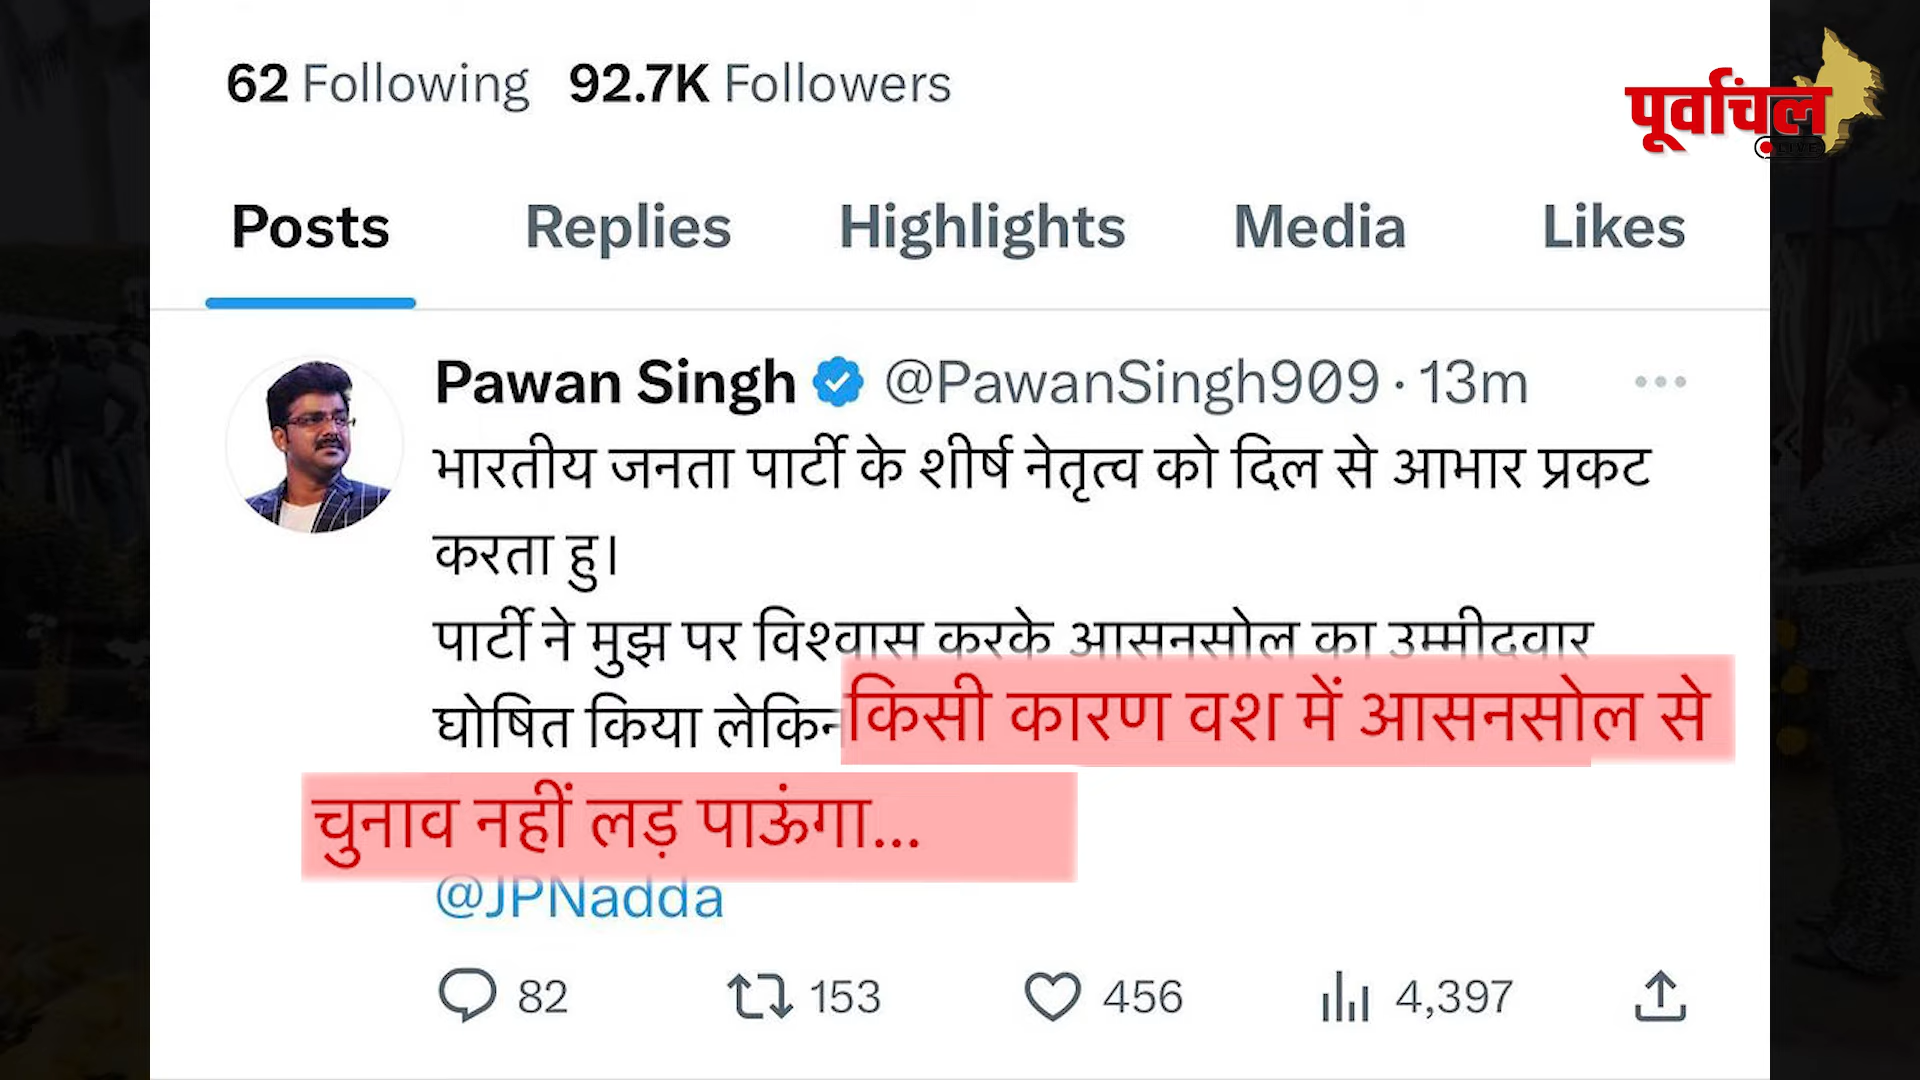 62 Following 92.7K Followers
पूर्वांचल
LIVE
Posts Replies Highlights Media Likes
Pawan Singh @PawanSingh909 · 13m
भारतीय जनता पार्टी के शीर्ष नेतृत्व को दिल से आभार प्रकट
करता हु।
पार्टी ने मुझ पर विश्वास करके आसनसोल का उम्मीदवार
घोषित किया लेकिन किसी कारण वश में आसनसोल से
चुनाव नहीं लड़ पाऊंगा...
@JPNadda
82 153 456 4,397